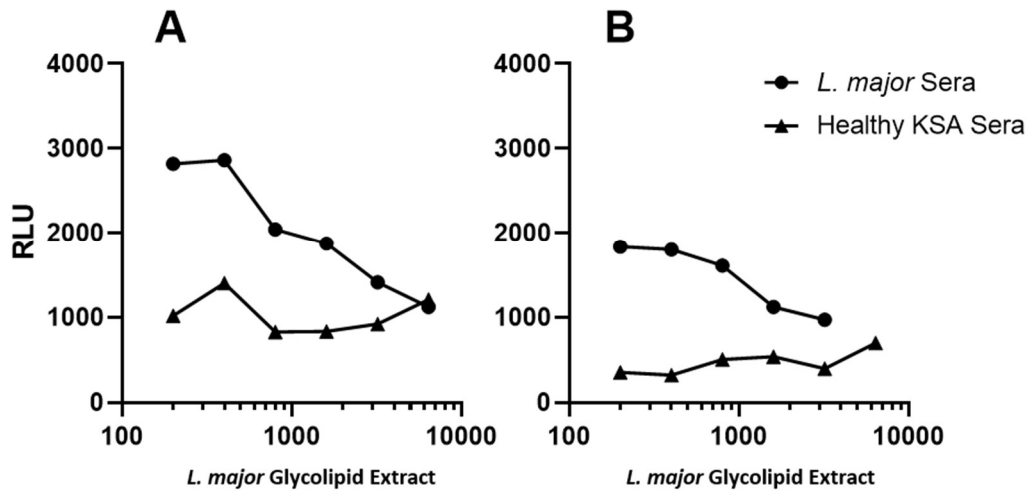 A
B
4000
3000
2000
1000
0
RLU
100
1000
10000
L. major Glycolipid Extract
4000
3000
2000
1000
0
100
1000
10000
L. major Glycolipid Extract
L. major Sera
Healthy KSA Sera